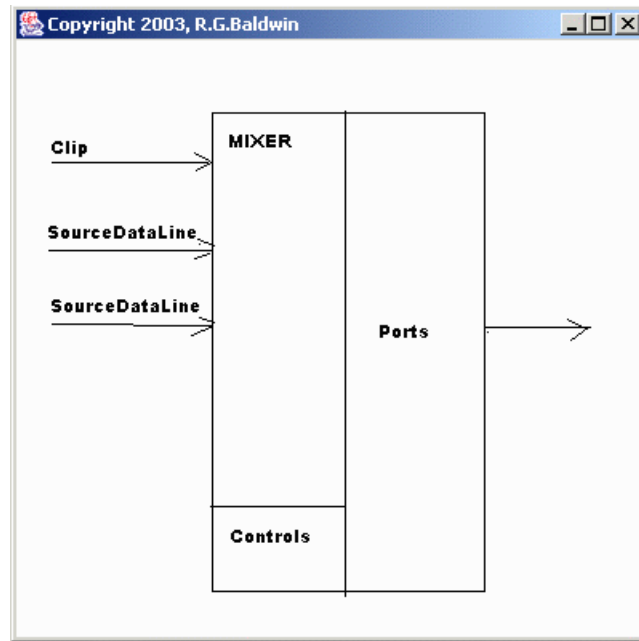 Copyright 2003, R.G.Baldwin
Clip
MIXER
SourceDataLine
SourceDataLine
Ports
Controls